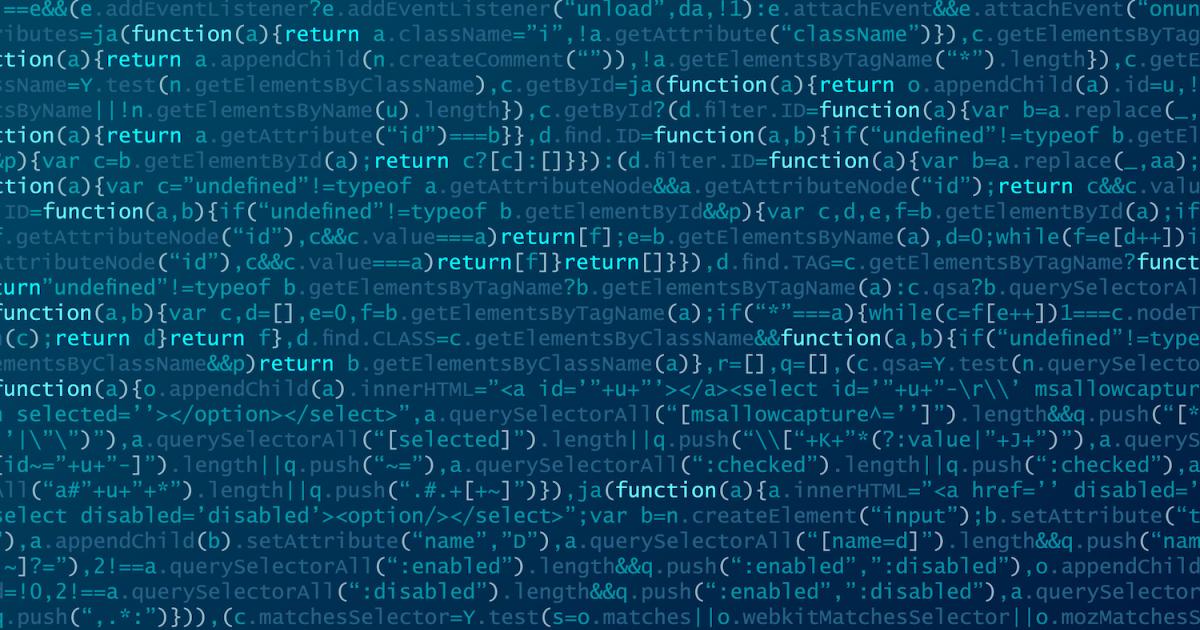 ==e&&(e.addEventListener?e.addEventListener(“unload”,da,!1):e.attachEvent&&e.attachEvent(“onun
ributes=ja(function(a){return a.className=”i”,!a.getAttribute(“className”)}),c.getElementsByTag
tion(a){return a.appendChild(n.createComment(“”)),!a.getElementsByTagName(“*”).length}),c.getE
sName=Y.test(n.getElementsByClassName),c.getById=ja(function(a){return o.appendChild(a).id=u,!
tsByName||!n.getElementsByName(u).length}),c.getById?(d.filter.ID=function(a){var b=a.replace(_,
tion(a){return a.getAttribute(“id”)===b}},d.find.ID=function(a,b){if(“undefined”!=typeof b.getEl
&p){var c=b.getElementById(a);return c?[c]:[]}}):(d.filter.ID=function(a){var b=a.replace(_,aa);
tion(a){var c=”undefined”!=typeof a.getAttributeNode&&a.getAttributeNode(“id”);return c&&c.valu
ID=function(a,b){if(“undefined”!=typeof b.getElementById&&p){var c,d,e,f=b.getElementById(a);if
f.getAttributeNode(“id”),c&&c.value===a)return[f];e=b.getElementsByName(a),d=0;while(f=e[d++])i
AttributeNode(“id”),c&&c.value===a)return[f]}return[]}}),d.find.TAG=c.getElementsByTagName?funct
urn”undefined”!=typeof b.getElementsByTagName?b.getElementsByTagName(a):c.qsa?b.querySelectorAl
function(a,b){var c,d=[],e=0,f=b.getElementsByTagName(a);if(“*”===a){while(c=f[e++])1===c.nodeT
(c);return d}return f},d.find.CLASS=c.getElementsByClassName&&function(a,b){if(“undefined”!=type
ementsByClassName&&p)return b.getElementsByClassName(a)},r=[],q=[],(c.qsa=Y.test(n.querySelecto
function(a){o.appendChild(a).innerHTML=”<a id=’”+u+”’></a><select id=’”+u+”-\r\\’ msallowcaptur
selected=’’></option></select>”,a.querySelectorAll(“[msallowcapture^=’’]”).length&&q.push(“[*
’|\”\”)”),a.querySelectorAll(“[selected]”).length||q.push(“\\[“+K+”*(?:value|”+J+”)”),a.queryS
[id~=”+u+”-]”).length||q.push(“~=”),a.querySelectorAll(“:checked”).length||q.push(“:checked”),a
All(“a#”+u+”+*”).length||q.push(“.#.+[+~]”)}),ja(function(a){a.innerHTML=”<a href=’’ disabled=’
select disabled=’disabled’><option/></select>”;var b=n.createElement(“input”);b.setAttribute(“t
”),a.appendChild(b).setAttribute(“name”,”D”),a.querySelectorAll(“[name=d]”).length&&q.push(“nam
~]?=”),2!==a.querySelectorAll(“:enabled”).length&&q.push(“:enabled”,”:disabled”),o.appendChild
d=!0,2!==a.querySelectorAll(“:disabled”).length&&q.push(“:enabled”,”:disabled”),a.querySelector
q.push(“,.*:”)})),(c.matchesSelector=Y.test(s=o.matches||o.webkitMatchesSelector||o.mozMatchesS